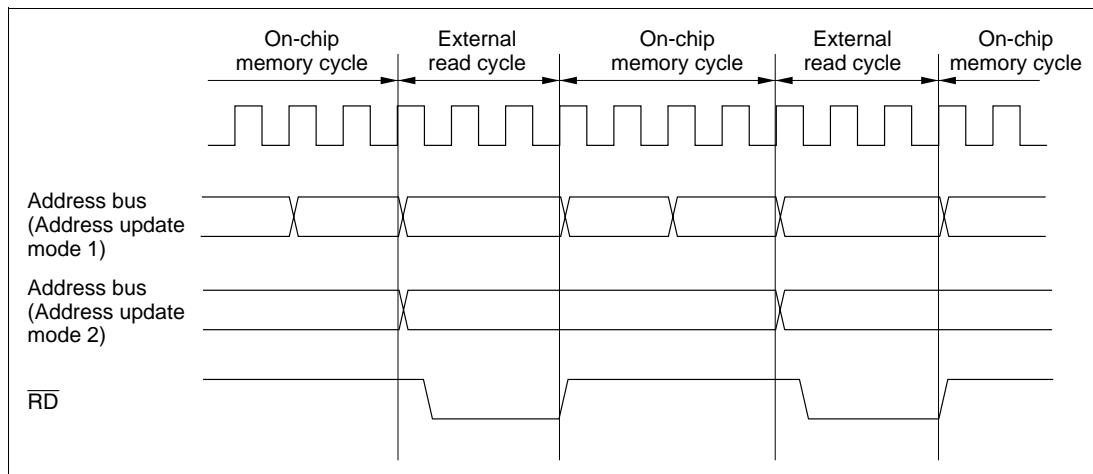 On-chip
memory cycle
External
read cycle
On-chip
memory cycle
External
read cycle
On-chip
memory cycle
Address bus
(Address update
mode 1)
Address bus
(Address update
mode 2)
R̅D̅